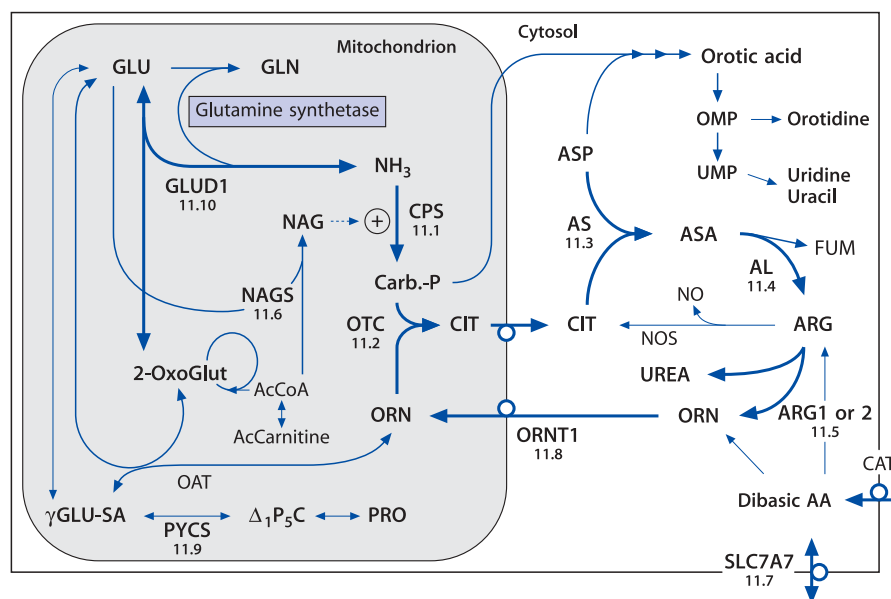 Mitochondrion
Cytosol
GLU
GLN
Orotic acid
Glutamine synthetase
OMP
Orotidine
NH₃
ASP
UMP
Uridine
Uracil
GLUD1
11.10
NAG
+
CPS
11.1
AS
11.3
ASA
FUM
AL
11.4
NAGS
11.6
Carb.-P
NO
OTC
11.2
CIT
CIT
NOS
ARG
2-OxoGlut
AcCoA
UREA
AcCarnitine
ORN
ORNT1
11.8
ORN
ARG1 or 2
11.5
OAT
CAT
Dibasic AA
γGLU-SA
PYCS
11.9
Δ₁P₅C
PRO
SLC7A7
11.7